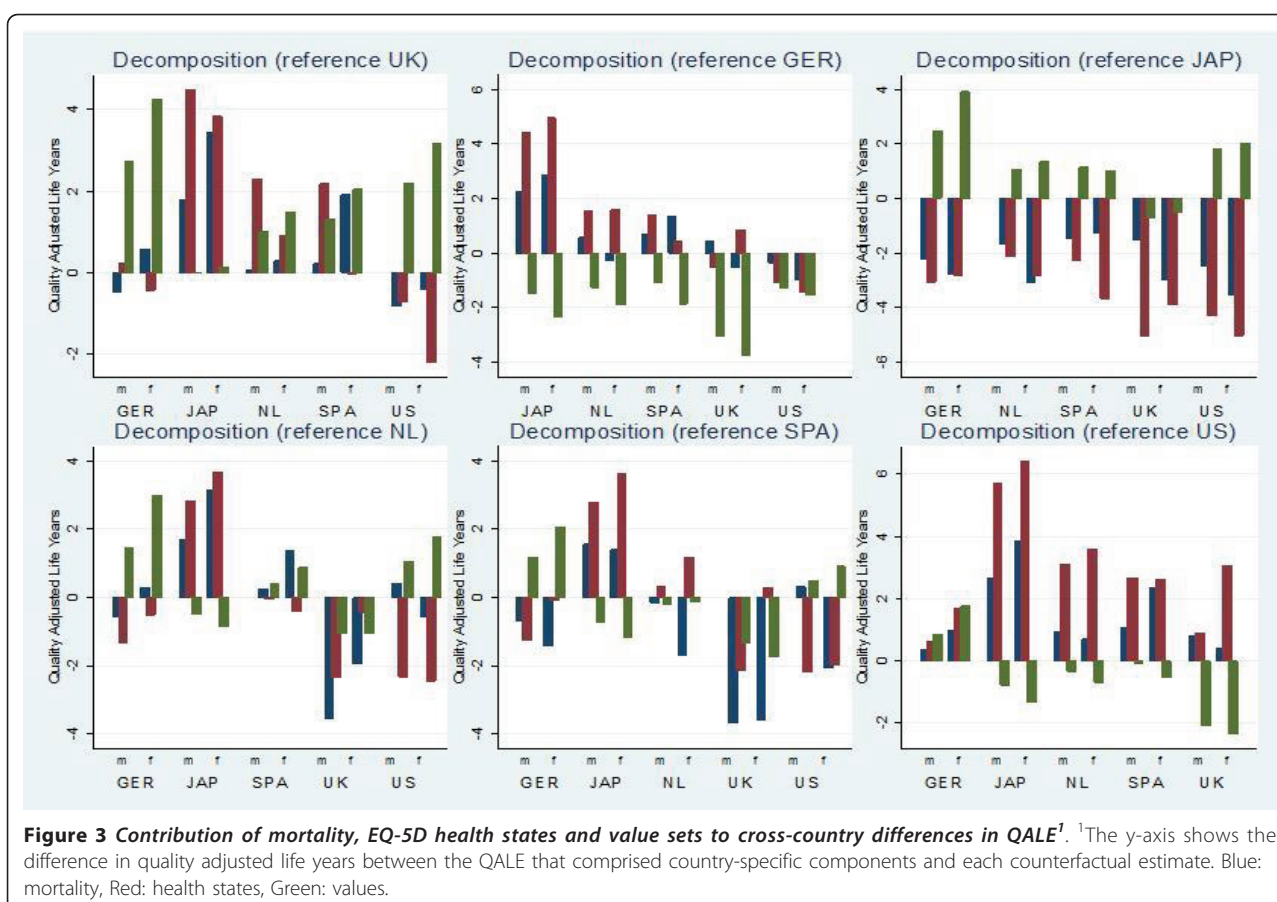 Decomposition (reference UK)
Quality Adjusted Life Years
4
2
0
-2
m f m f m f m f m f
GER JAP NL SPA US
Decomposition (reference GER)
Quality Adjusted Life Years
6
4
2
0
-2
-4
m f m f m f m f m f
JAP NL SPA UK US
Decomposition (reference JAP)
Quality Adjusted Life Years
4
2
0
-2
-4
-6
m f m f m f m f m f
GER NL SPA UK US
Decomposition (reference NL)
Quality Adjusted Life Years
4
2
0
-2
-4
m f m f m f m f m f
GER JAP SPA UK US
Decomposition (reference SPA)
Quality Adjusted Life Years
4
2
0
-2
-4
m f m f m f m f m f
GER JAP NL UK US
Decomposition (reference US)
Quality Adjusted Life Years
6
4
2
0
-2
m f m f m f m f m f
GER JAP NL SPA UK
Figure 3 Contribution of mortality, EQ-5D health states and value sets to cross-country differences in QALE¹. ¹The y-axis shows the
difference in quality adjusted life years between the QALE that comprised country-specific components and each counterfactual estimate. Blue:
mortality, Red: health states, Green: values.